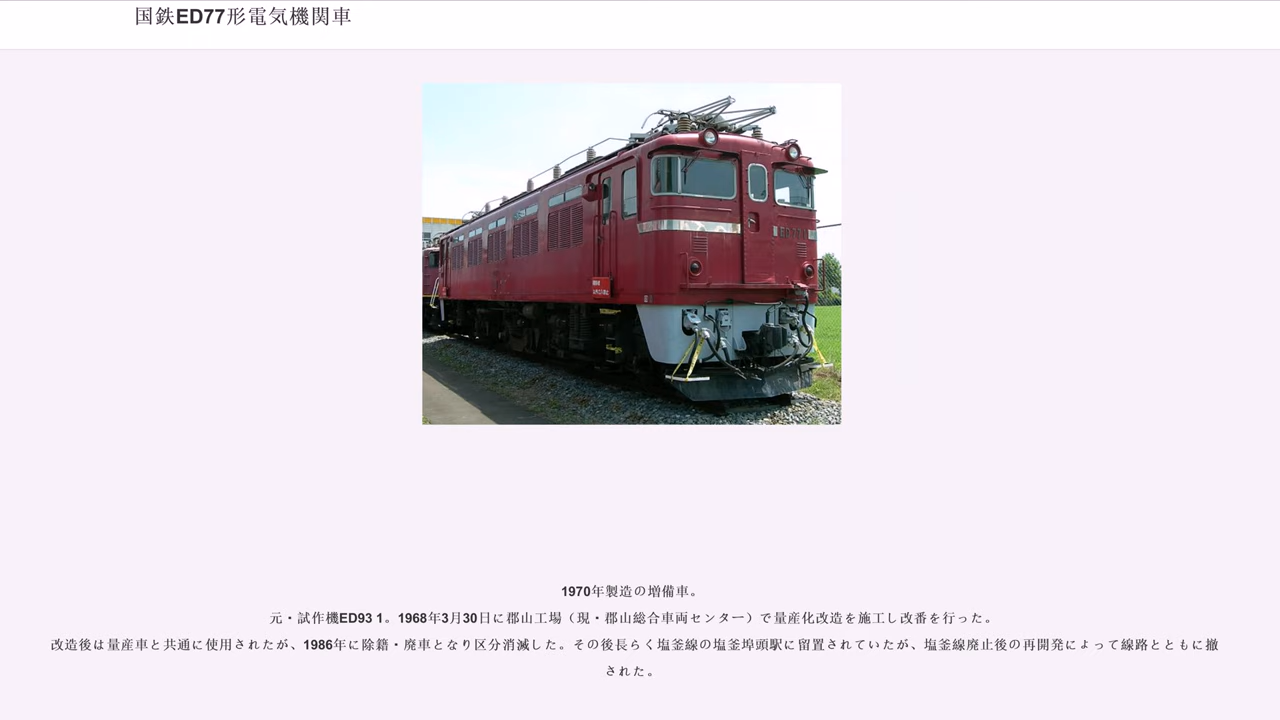 国鉄ED77形電気機関車
1970年製造の増備車。
元・試作機ED93 1。1968年3月30日に郡山工場（現・郡山総合車両センター）で量産化改造を施工し改番を行った。
改造後は量産車と共通に使用されたが、1986年に除籍・廃車となり区分消滅した。その後長らく塩釜線の塩釜埠頭駅に留置されていたが、塩釜線廃止後の再開発によって線路とともに撤
された。